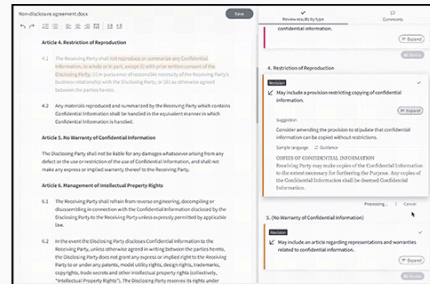 Non-disclosure agreement.docx
Save
Article 4. Restriction of Reproduction
4.1 The Receiving Party shall not reproduce or summarize any Confidential
Information, in whole or in part, except (i) with prior written consent of the
Disclosing Party, (ii) in pursuance of reasonable necessity of the Receiving Party's
business relationship with the Disclosing Party, or (iii) as otherwise agreed
between the parties hereto.
4.2 Any materials reproduced and summarized by the Receiving Party which contains
Confidential Information shall be handled in the equivalent manner in which
Confidential Information is handled.
Article 5. No Warranty of Confidential Information
The Disclosing Party shall not be liable for any damages whatsoever arising from any
defect or the use or restriction of the use of Confidential Information, and shall not
make any express or implied warranty thereof to the Receiving Party.
Article 6. Management of Intellectual Property Rights
6.1 The Receiving Party shall refrain from reverse engineering, decompiling or
disassembling in connection with the Confidential Information disclosed by the
Disclosing Party to the Receiving Party unless expressly permitted by applicable
law.
6.2 In the event the Disclosing Party discloses Confidential Information to the
Receiving Party, unless otherwise agreed in writing between the parties hereto,
the Disclosing Party does not grant any express or implied right to the Receiving
Party to or under any patents, model utility rights, design rights, trademarks,
copyrights, trade secrets and other intellectual property rights (collectively,
"Intellectual Property Rights"). The Disclosing Party reserves its rights under
Review results by type
Community
confidential information.
Expand
4. Restriction of Reproduction
Revision
May include a provision restricting copying of confidential
information.
Expand
Suggestion
Consider amending the provision to stipulate that confidential
information can be copied without restrictions.
Sample language Guidance
COPIES OF CONFIDENTIAL INFORMATION
Receiving Party may make copies of the Confidential Information
to the extent necessary for furthering the Purpose. Any copies of
the Confidential Information shall be deemed Confidential
Information.
Processing... Cancel
5. (No Warranty of Confidential Information)
Revision
May include an article regarding representations and warranties
related to confidential information.
Expand